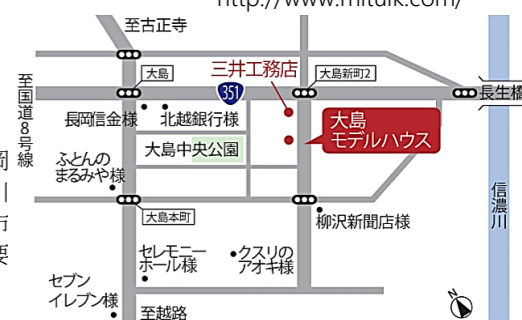 http://www.mituik.com/
至古正寺
大島
三井工務店
大島新町2
351
長生橋
長岡信金様
北越銀行様
大島
モデルハウス
至国道8号線
大島中央公園
ふとんの
まるみや様
信濃川
大島本町
柳沢新聞店様
セレモニー
ホール様
クスリの
アオキ様
セブン
イレブン様
至越路
N